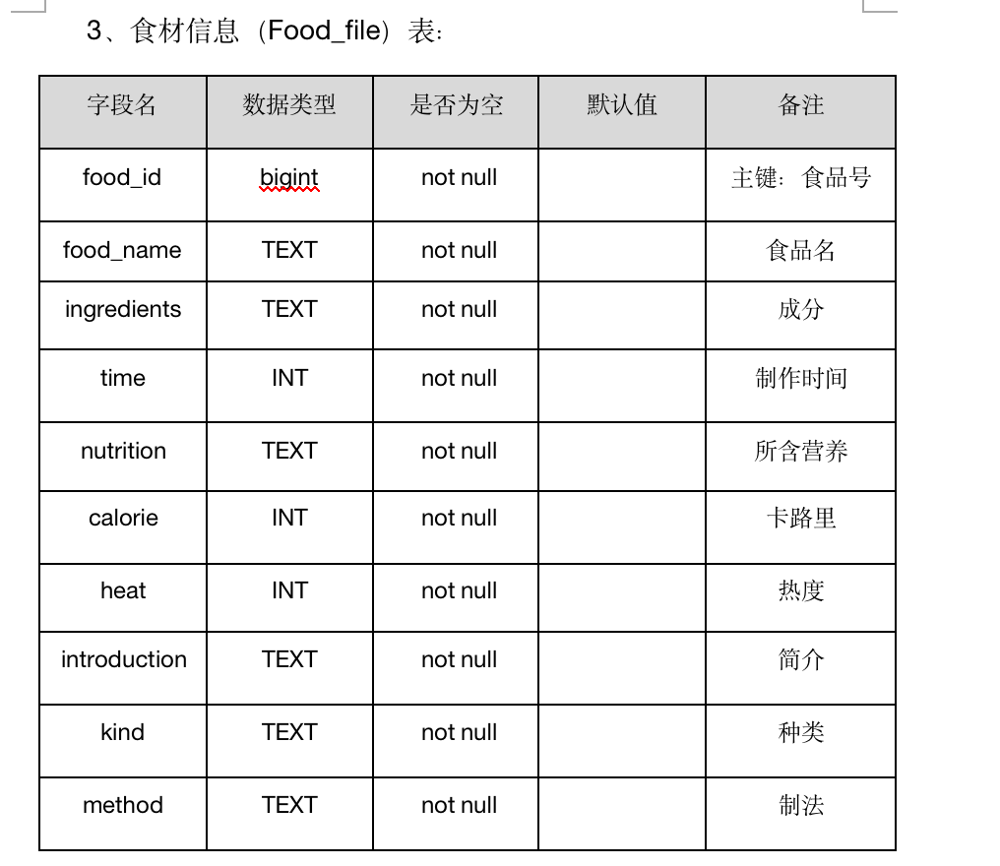 3、食材信息（Food_file）表：
字段名 数据类型 是否为空 默认值 备注
food_id bigint not null 主键：食品号
food_name TEXT not null 食品名
ingredients TEXT not null 成分
time INT not null 制作时间
nutrition TEXT not null 所含营养
calorie INT not null 卡路里
heat INT not null 热度
introduction TEXT not null 简介
kind TEXT not null 种类
method TEXT not null 制法